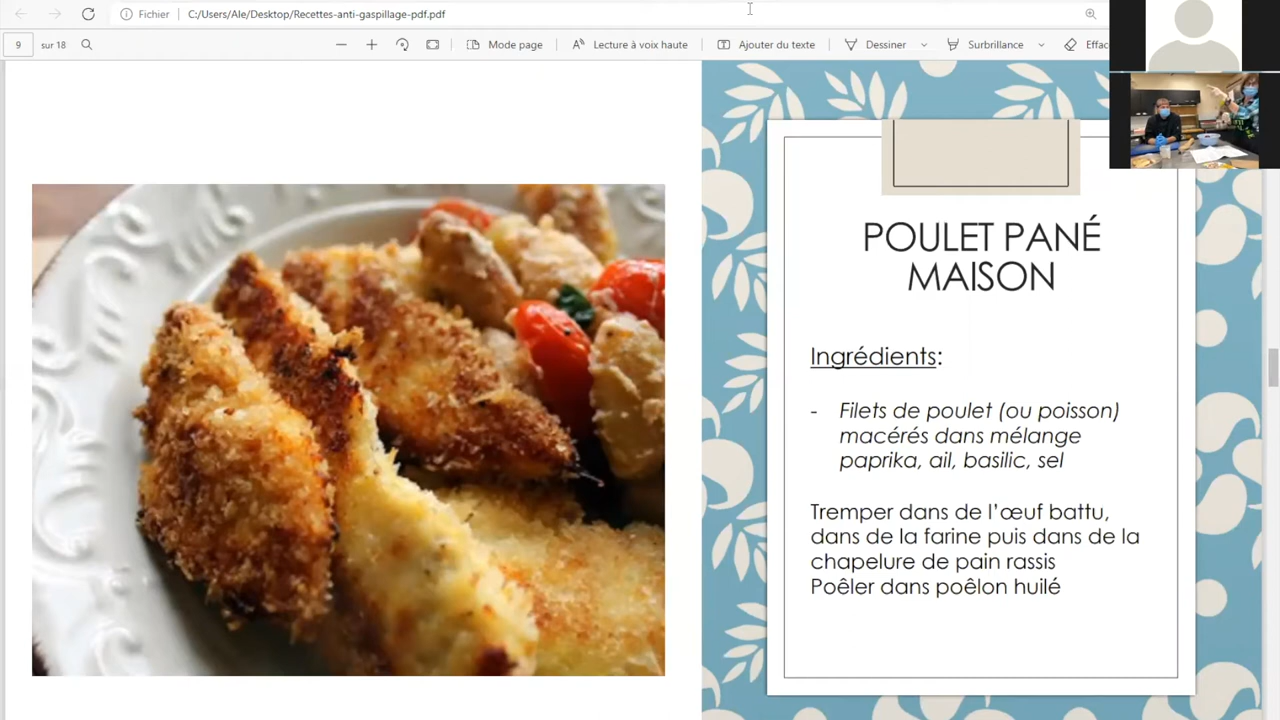 Fichier
C:/Users/Ale/Desktop/Recettes-anti-gaspillage-pdf.pdf
9 sur 18
Mode page
Lecture à voix haute
Ajouter du texte
Dessiner
Surbrillance
Effac
POULET PANÉ
MAISON
Ingrédients:
- Filets de poulet (ou poisson)
macérés dans mélange
paprika, ail, basilic, sel
Tremper dans de l'œuf battu,
dans de la farine puis dans de la
chapelure de pain rassis
Poêler dans poêlon huilé